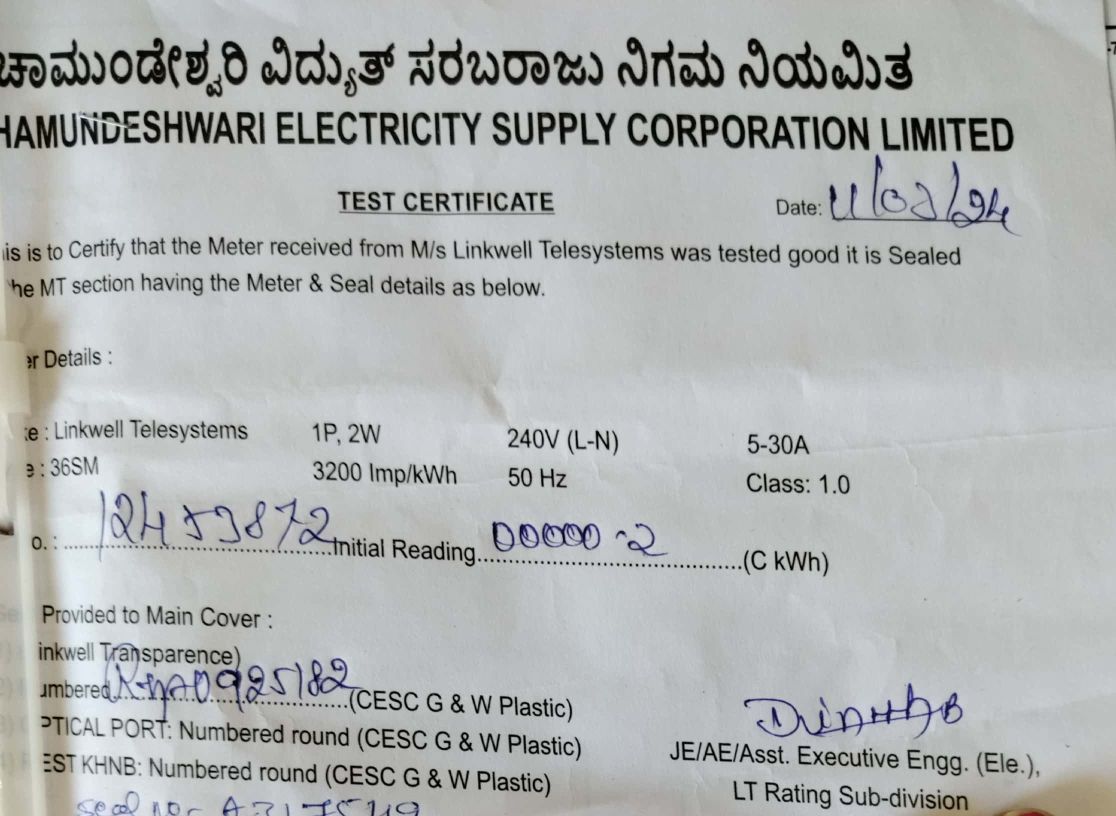 ಚಾಮುಂಡೇಶ್ವರಿ ವಿದ್ಯುತ್ ಸರಬರಾಜು ನಿಗಮ ನಿಯಮಿತ
HAMUNDESHWARI ELECTRICITY SUPPLY CORPORATION LIMITED
TEST CERTIFICATE
Date: 11/02/24
is is to Certify that the Meter received from M/s Linkwell Telesystems was tested good it is Sealed
he MT section having the Meter & Seal details as below.
er Details :
e : Linkwell Telesystems 1P, 2W 240V (L-N) 5-30A
e : 36SM 3200 Imp/kWh 50 Hz Class: 1.0
o. : 12453872 Initial Reading 00000-2 (C kWh)
Provided to Main Cover :
inkwell Transparence)
umbered (CESC G & W Plastic)
PTICAL PORT: Numbered round (CESC G & W Plastic)
JE/AE/Asst. Executive Engg. (Ele.),
EST KHNB: Numbered round (CESC G & W Plastic)
LT Rating Sub-division
seal no-